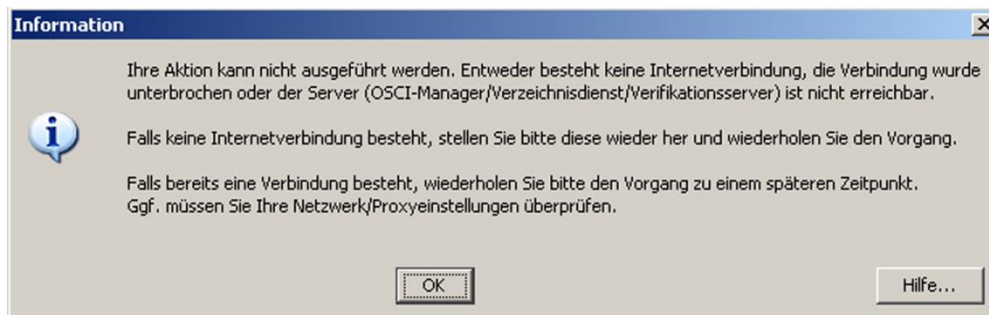 Information
Ihre Aktion kann nicht ausgeführt werden. Entweder besteht keine Internetverbindung, die Verbindung wurde
unterbrochen oder der Server (OSCI-Manager/Verzeichnisdienst/Verifikationsserver) ist nicht erreichbar.
Falls keine Internetverbindung besteht, stellen Sie bitte diese wieder her und wiederholen Sie den Vorgang.
Falls bereits eine Verbindung besteht, wiederholen Sie bitte den Vorgang zu einem späteren Zeitpunkt.
Ggf. müssen Sie Ihre Netzwerk/Proxyeinstellungen überprüfen.
OK
Hilfe...